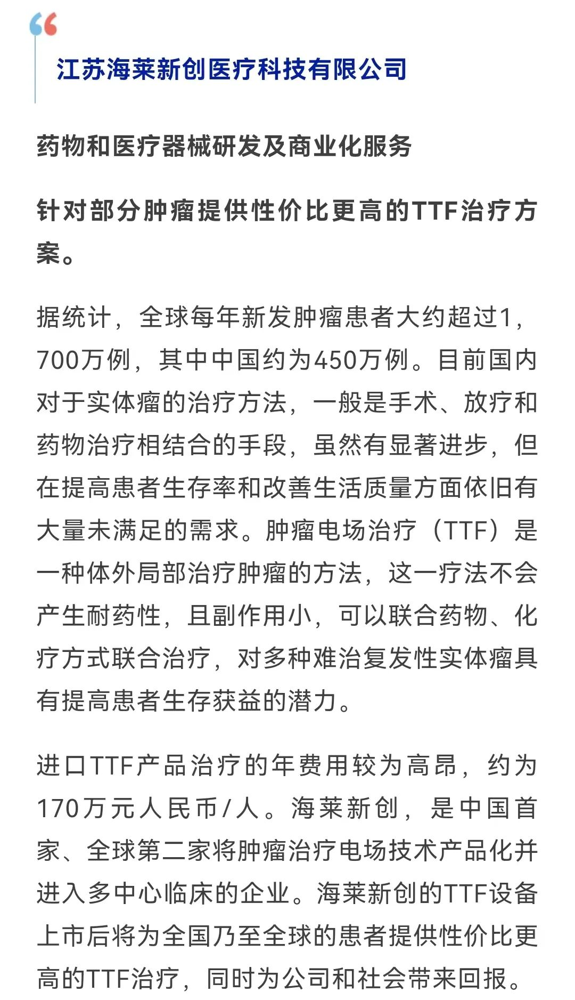 江苏海莱新创医疗科技有限公司
药物和医疗器械研发及商业化服务
针对部分肿瘤提供性价比更高的TTF治疗方
案。
据统计，全球每年新发肿瘤患者大约超过1，
700万例，其中中国约为450万例。目前国内
对于实体瘤的治疗方法，一般是手术、放疗和
药物治疗相结合的手段，虽然有显著进步，但
在提高患者生存率和改善生活质量方面依旧有
大量未满足的需求。肿瘤电场治疗（TTF）是
一种体外局部治疗肿瘤的方法，这一疗法不会
产生耐药性，且副作用小，可以联合药物、化
疗方式联合治疗，对多种难治复发性实体瘤具
有提高患者生存获益的潜力。
进口TTF产品治疗的年费用较为高昂，约为
170万元人民币/人。海莱新创，是中国首
家、全球第二家将肿瘤治疗电场技术产品化并
进入多中心临床的企业。海莱新创的TTF设备
上市后将为全国乃至全球的患者提供性价比更
高的TTF治疗，同时为公司和社会带来回报。